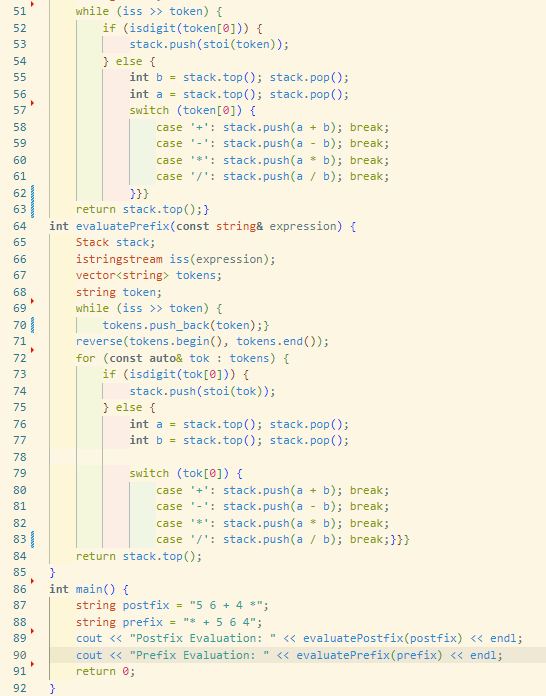 51 while (iss >> token) {
52 if (isdigit(token[0])) {
53 stack.push(stoi(token));
54 } else {
55 int b = stack.top(); stack.pop();
56 int a = stack.top(); stack.pop();
57 switch (token[0]) {
58 case '+': stack.push(a + b); break;
59 case '-': stack.push(a - b); break;
60 case '*': stack.push(a * b); break;
61 case '/': stack.push(a / b); break;
62 }}}
63 return stack.top();}
64 int evaluatePrefix(const string& expression) {
65 Stack stack;
66 istringstream iss(expression);
67 vector<string> tokens;
68 string token;
69 while (iss >> token) {
70 tokens.push_back(token);}
71 reverse(tokens.begin(), tokens.end());
72 for (const auto& tok : tokens) {
73 if (isdigit(tok[0])) {
74 stack.push(stoi(tok));
75 } else {
76 int a = stack.top(); stack.pop();
77 int b = stack.top(); stack.pop();
78
79 switch (tok[0]) {
80 case '+': stack.push(a + b); break;
81 case '-': stack.push(a - b); break;
82 case '*': stack.push(a * b); break;
83 case '/': stack.push(a / b); break;}}}
84 return stack.top();
85 }
86 int main() {
87 string postfix = "5 6 + 4 *";
88 string prefix = "* + 5 6 4";
89 cout << "Postfix Evaluation: " << evaluatePostfix(postfix) << endl;
90 cout << "Prefix Evaluation: " << evaluatePrefix(prefix) << endl;
91 return 0;
92 }